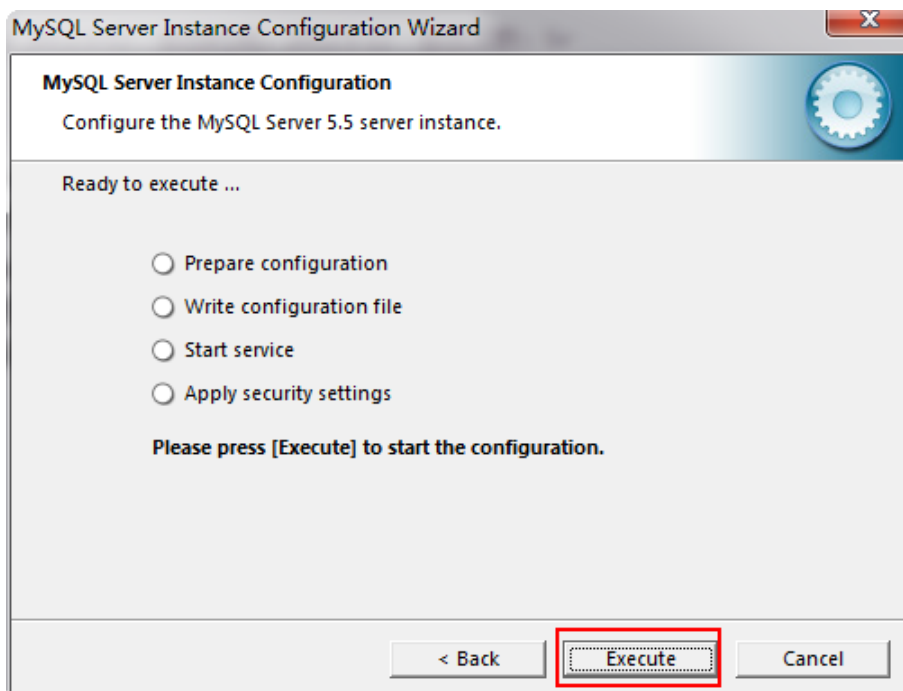 MySQL Server Instance Configuration Wizard
MySQL Server Instance Configuration
Configure the MySQL Server 5.5 server instance.
Ready to execute ...
Prepare configuration
Write configuration file
Start service
Apply security settings
Please press [Execute] to start the configuration.
< Back Execute Cancel